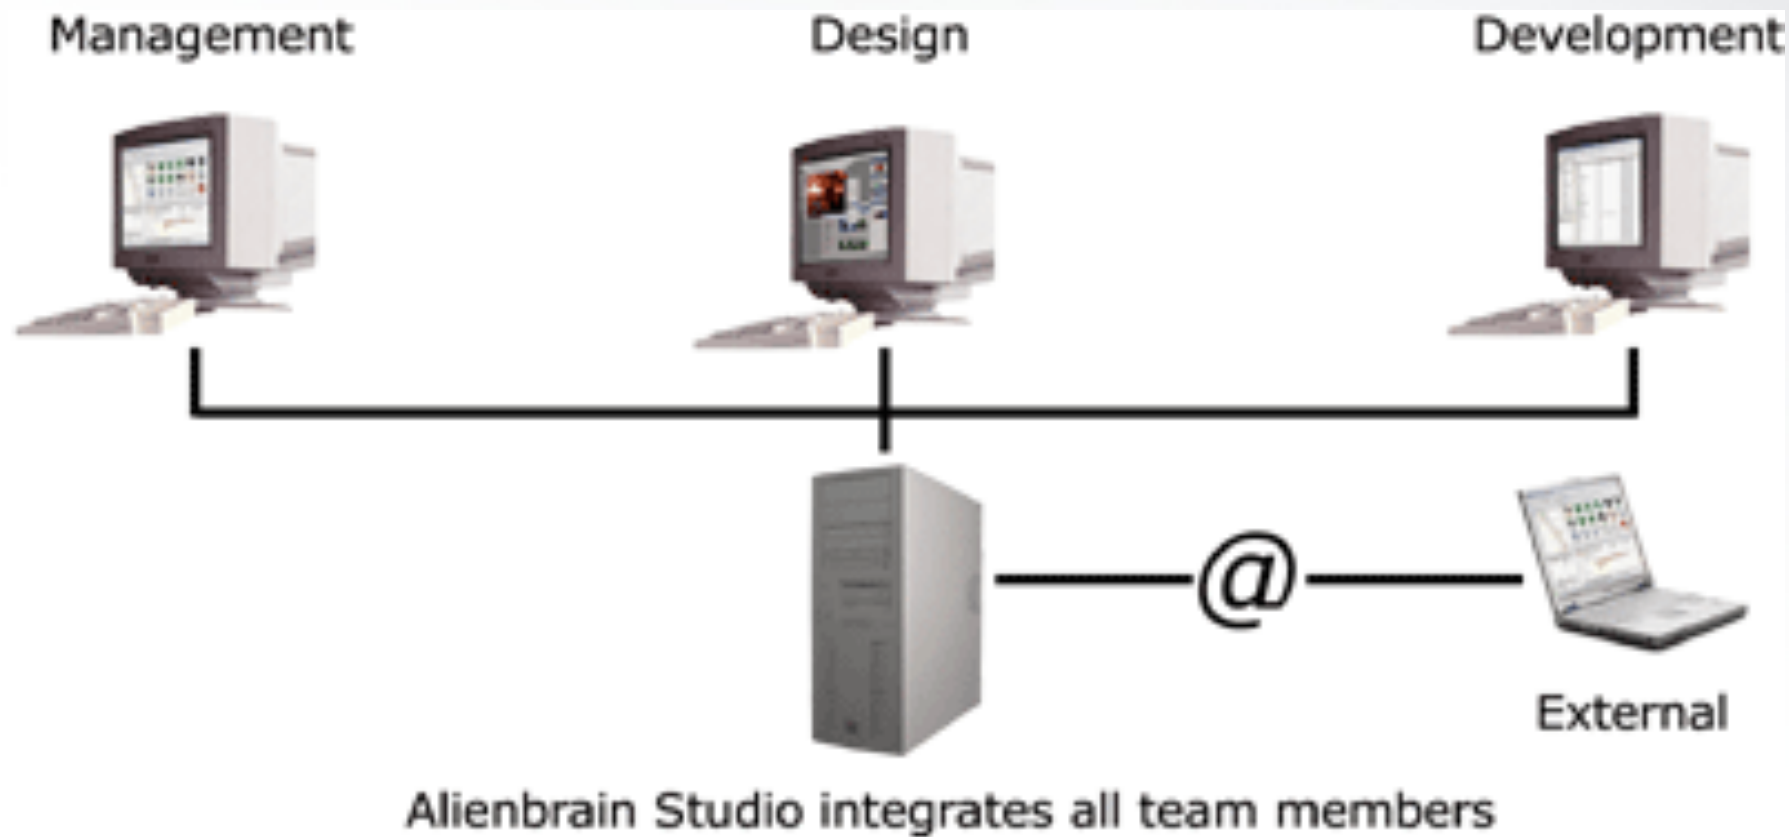 Management
Design
Development
@
External
Alienbrain Studio integrates all team members